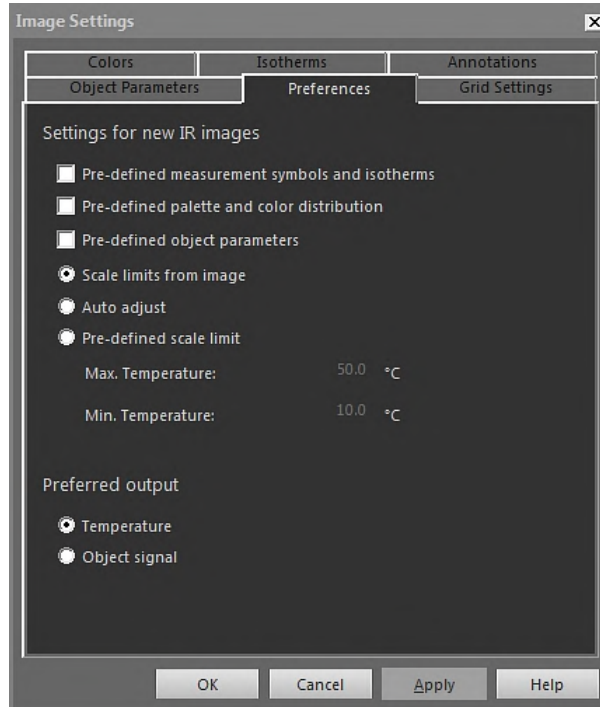 Image Settings
Colors
Isotherms
Annotations
Object Parameters
Preferences
Grid Settings
Settings for new IR images
Pre-defined measurement symbols and isotherms
Pre-defined palette and color distribution
Pre-defined object parameters
Scale limits from image
Auto adjust
Pre-defined scale limit
Max. Temperature: 50.0 °C
Min. Temperature: 10.0 °C
Preferred output
Temperature
Object signal
OK
Cancel
Apply
Help